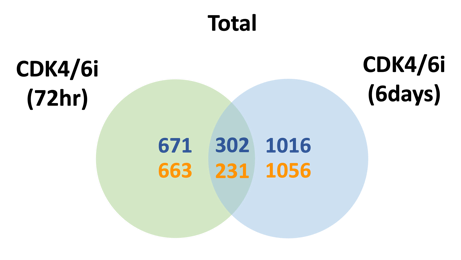 Total
CDK4/6i
(72hr)
CDK4/6i
(6days)
671 302 1016
663 231 1056